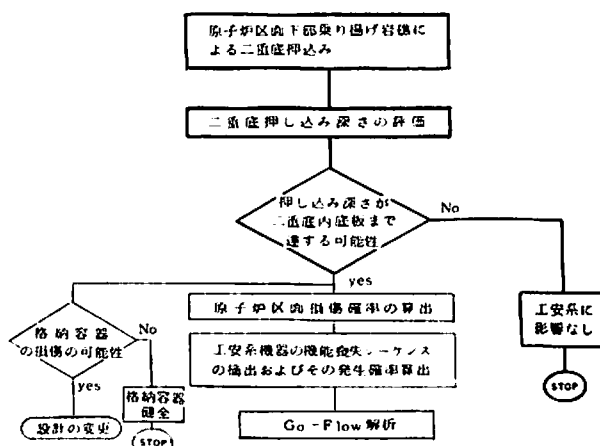 原子炉区画下部乗り揚げ岩礁に
よる二重底押込み
二重底押し込み深さの評価
押し込み深さが
二重底内底板まで
達する可能性
No
yes
原子炉区画損傷確率の算出
工安系に
影響なし
格納容器
の損傷の可能性
No
工安系機器の機能喪失シーケンス
の摘出およびその発生確率算出
STOP
yes
格納容器
健全
設計の変更
STOP
Go-Flow 解析